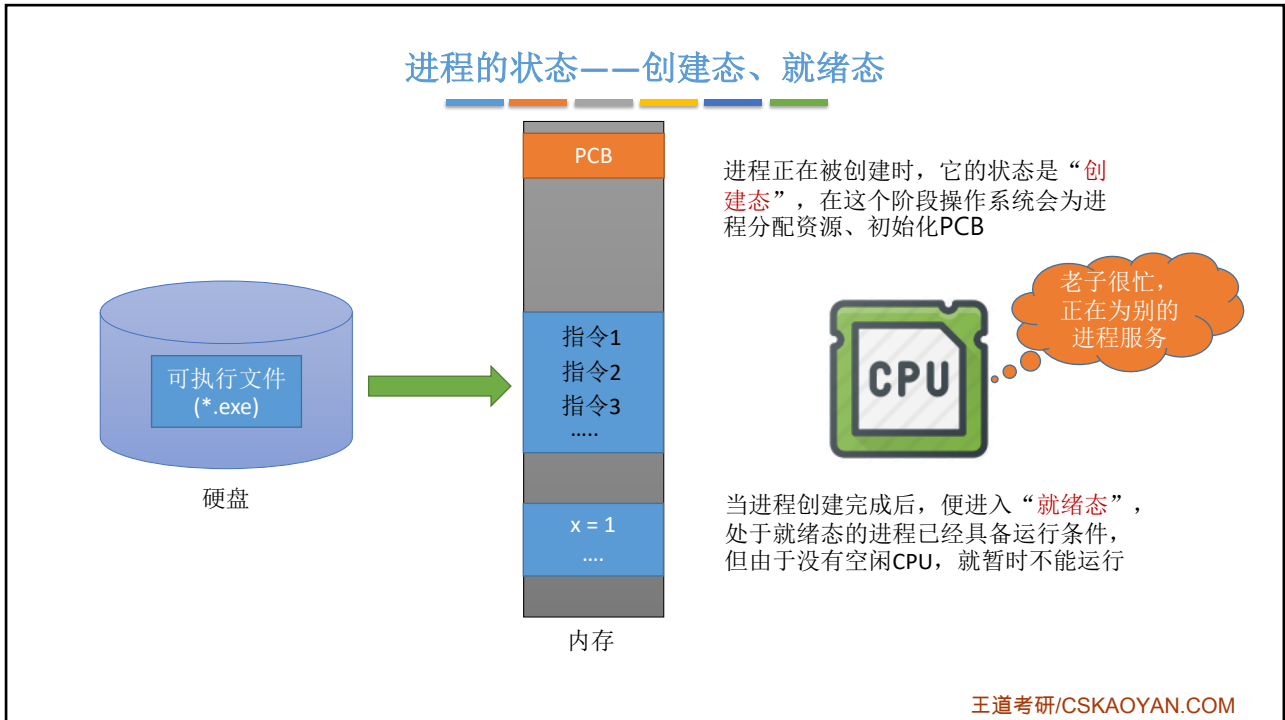 进程的状态——创建态、就绪态
PCB
进程正在被创建时，它的状态是“创
建态”，在这个阶段操作系统会为进
程分配资源、初始化PCB
老子很忙，
正在为别的
进程服务
CPU
可执行文件
(*.exe)
硬盘
指令1
指令2
指令3
…..
x = 1
….
内存
当进程创建完成后，便进入“就绪态”，
处于就绪态的进程已经具备运行条件，
但由于没有空闲CPU，就暂时不能运行
王道考研/CSKAOYAN.COM